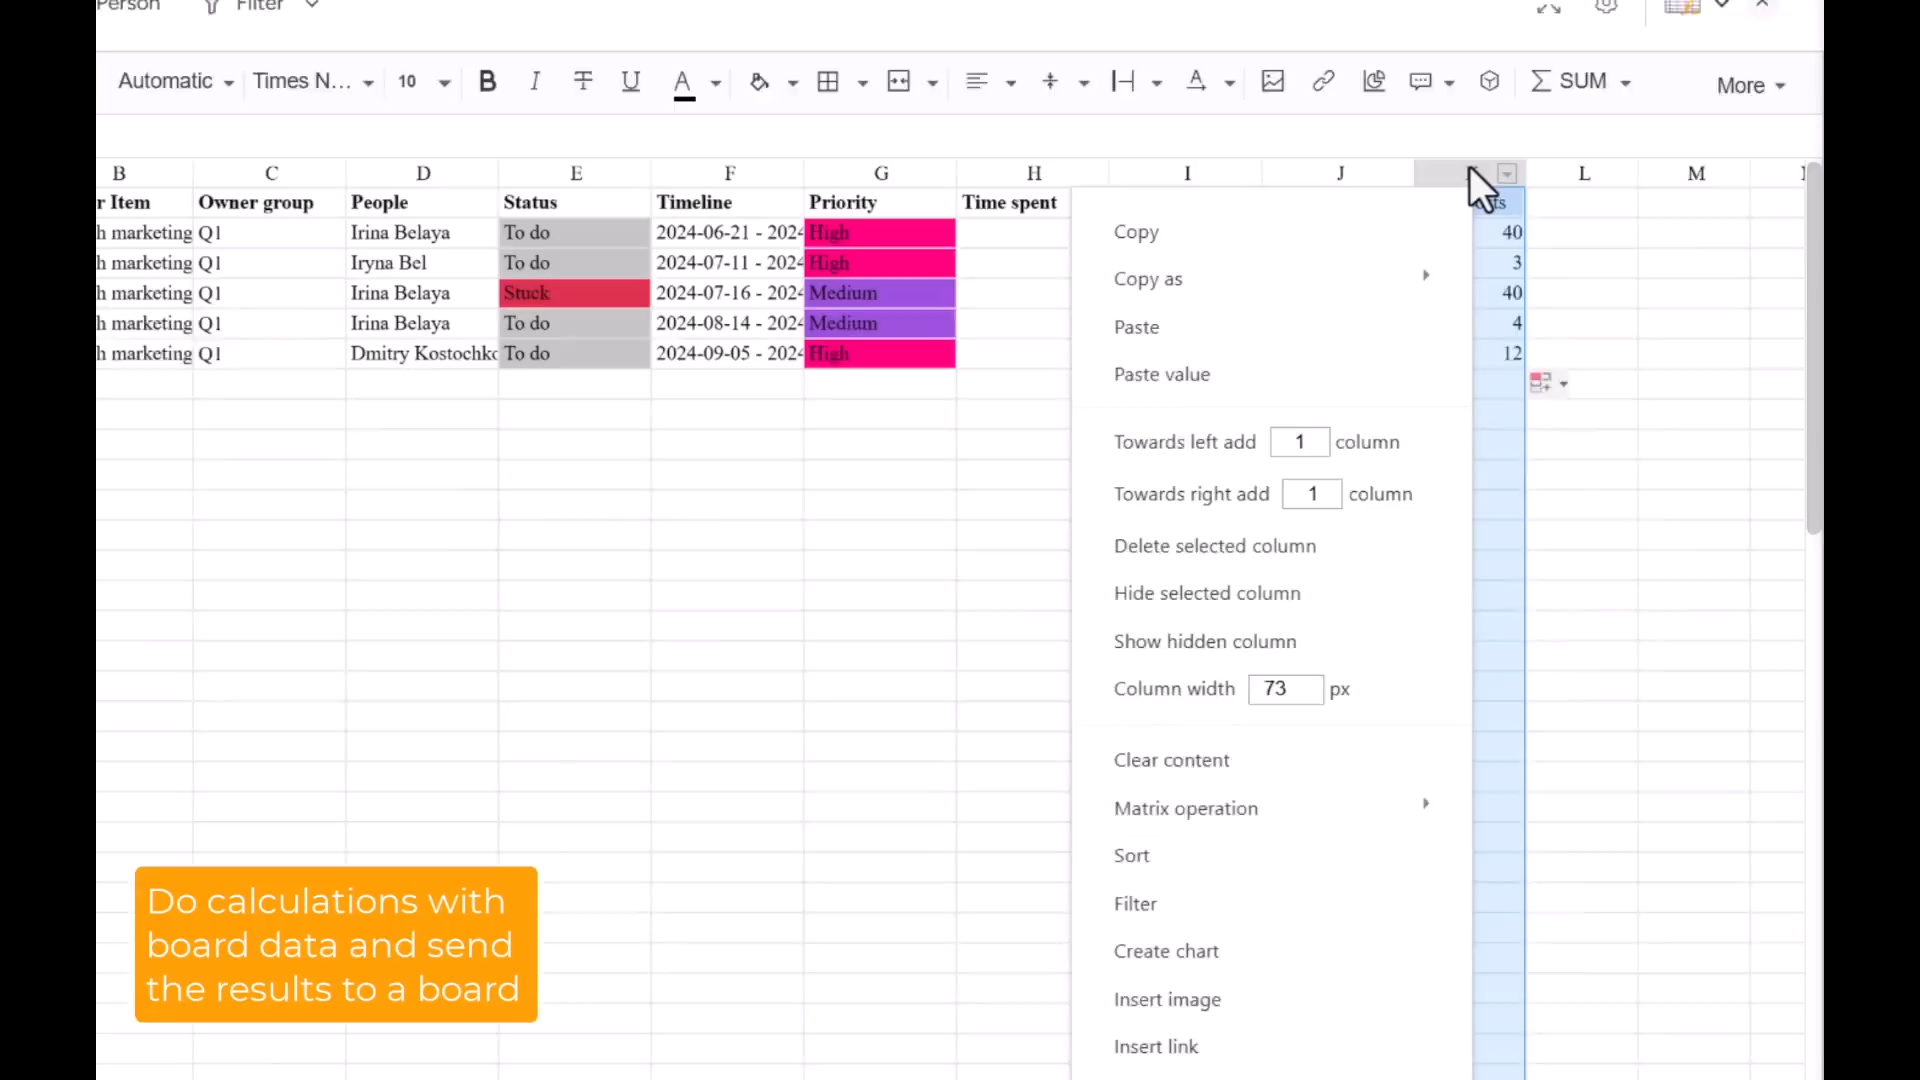 Person Filter
Automatic Times N... 10 B I T U A A SUM More
B C D E F G H I J L M
r Item Owner group People Status Timeline Priority Time spent
h marketing Q1 Irina Belaya To do 2024-06-21 - 2024 High 40
h marketing Q1 Iryna Bel To do 2024-07-11 - 2024 High 3
h marketing Q1 Irina Belaya Stuck 2024-07-16 - 2024 Medium 40
h marketing Q1 Irina Belaya To do 2024-08-14 - 2024 Medium 4
h marketing Q1 Dmitry Kostochko To do 2024-09-05 - 2024 High 12
Copy
Copy as
Paste
Paste value
Towards left add 1 column
Towards right add 1 column
Delete selected column
Hide selected column
Show hidden column
Column width 73 px
Clear content
Matrix operation
Sort
Filter
Create chart
Insert image
Insert link
Do calculations with
board data and send
the results to a board